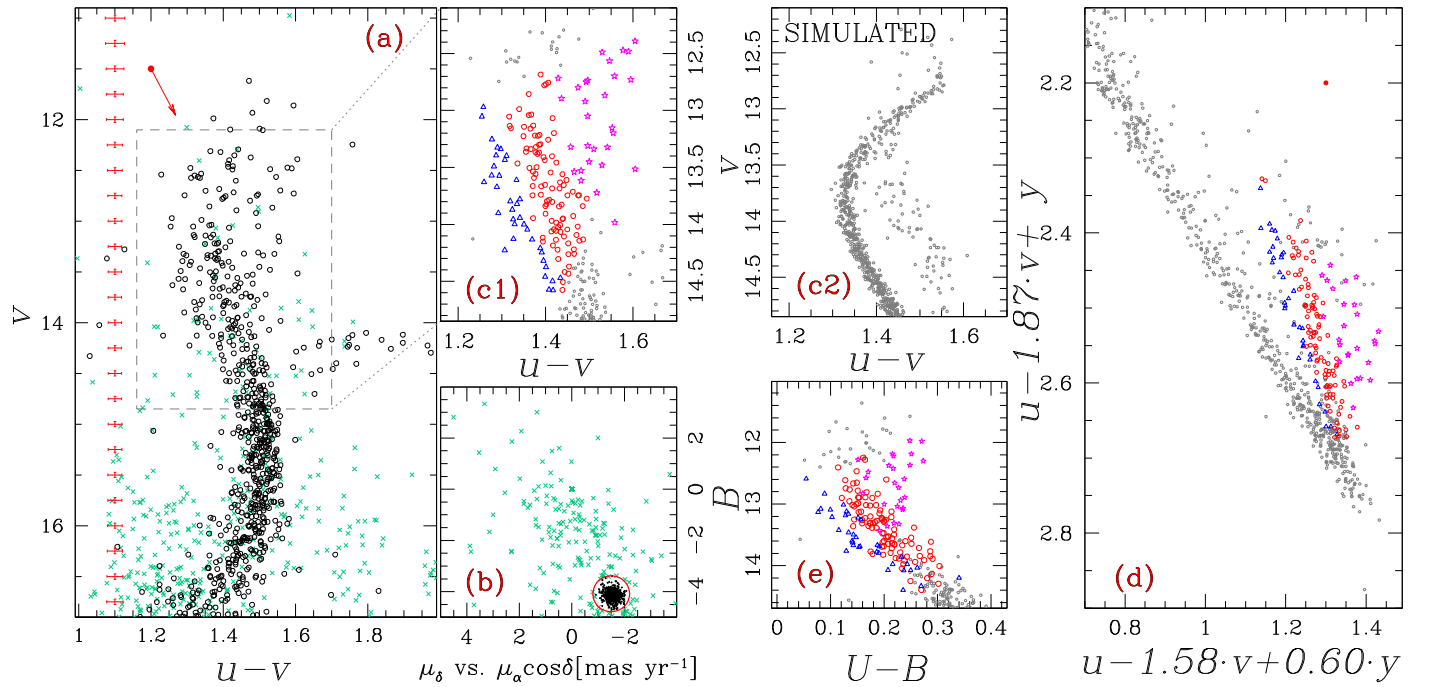 (a)
12
14
16
v
1
1.2
1.4
1.6
1.8
u−v
(c1)
12.5
13
13.5
14
14.5
1.2
1.4
1.6
u−v
(b)
2
0
−2
−4
4
2
0
−2
μδ vs. μαcosδ[mas yr⁻¹]
SIMULATED
(c2)
12.5
13
13.5
14
14.5
v
1.2
1.4
1.6
u−v
(e)
12
13
14
B
0
0.1
0.2
0.3
0.4
U−B
(d)
2.2
2.4
2.6
2.8
u−1.87·v+ y
0.8
1
1.2
1.4
u−1.58·v+0.60·y